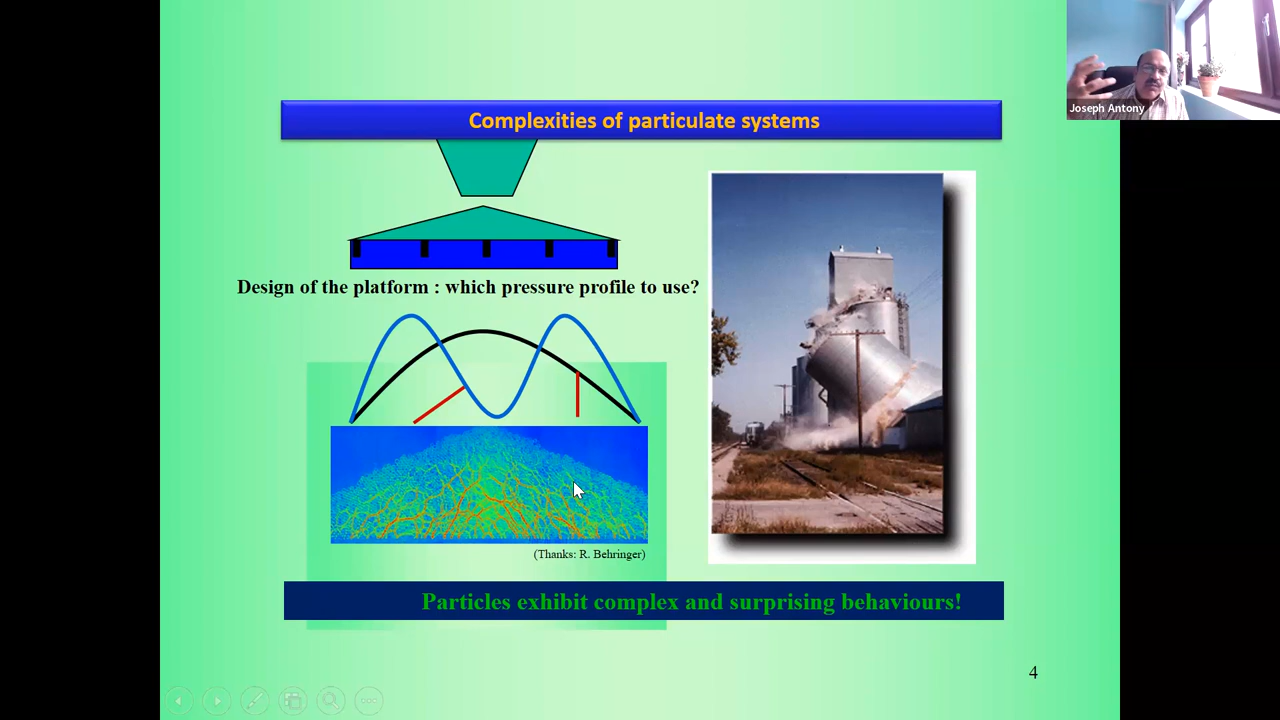 Complexities of particulate systems
Joseph Antony
Design of the platform : which pressure profile to use?
(Thanks: R. Behringer)
Particles exhibit complex and surprising behaviours!
4